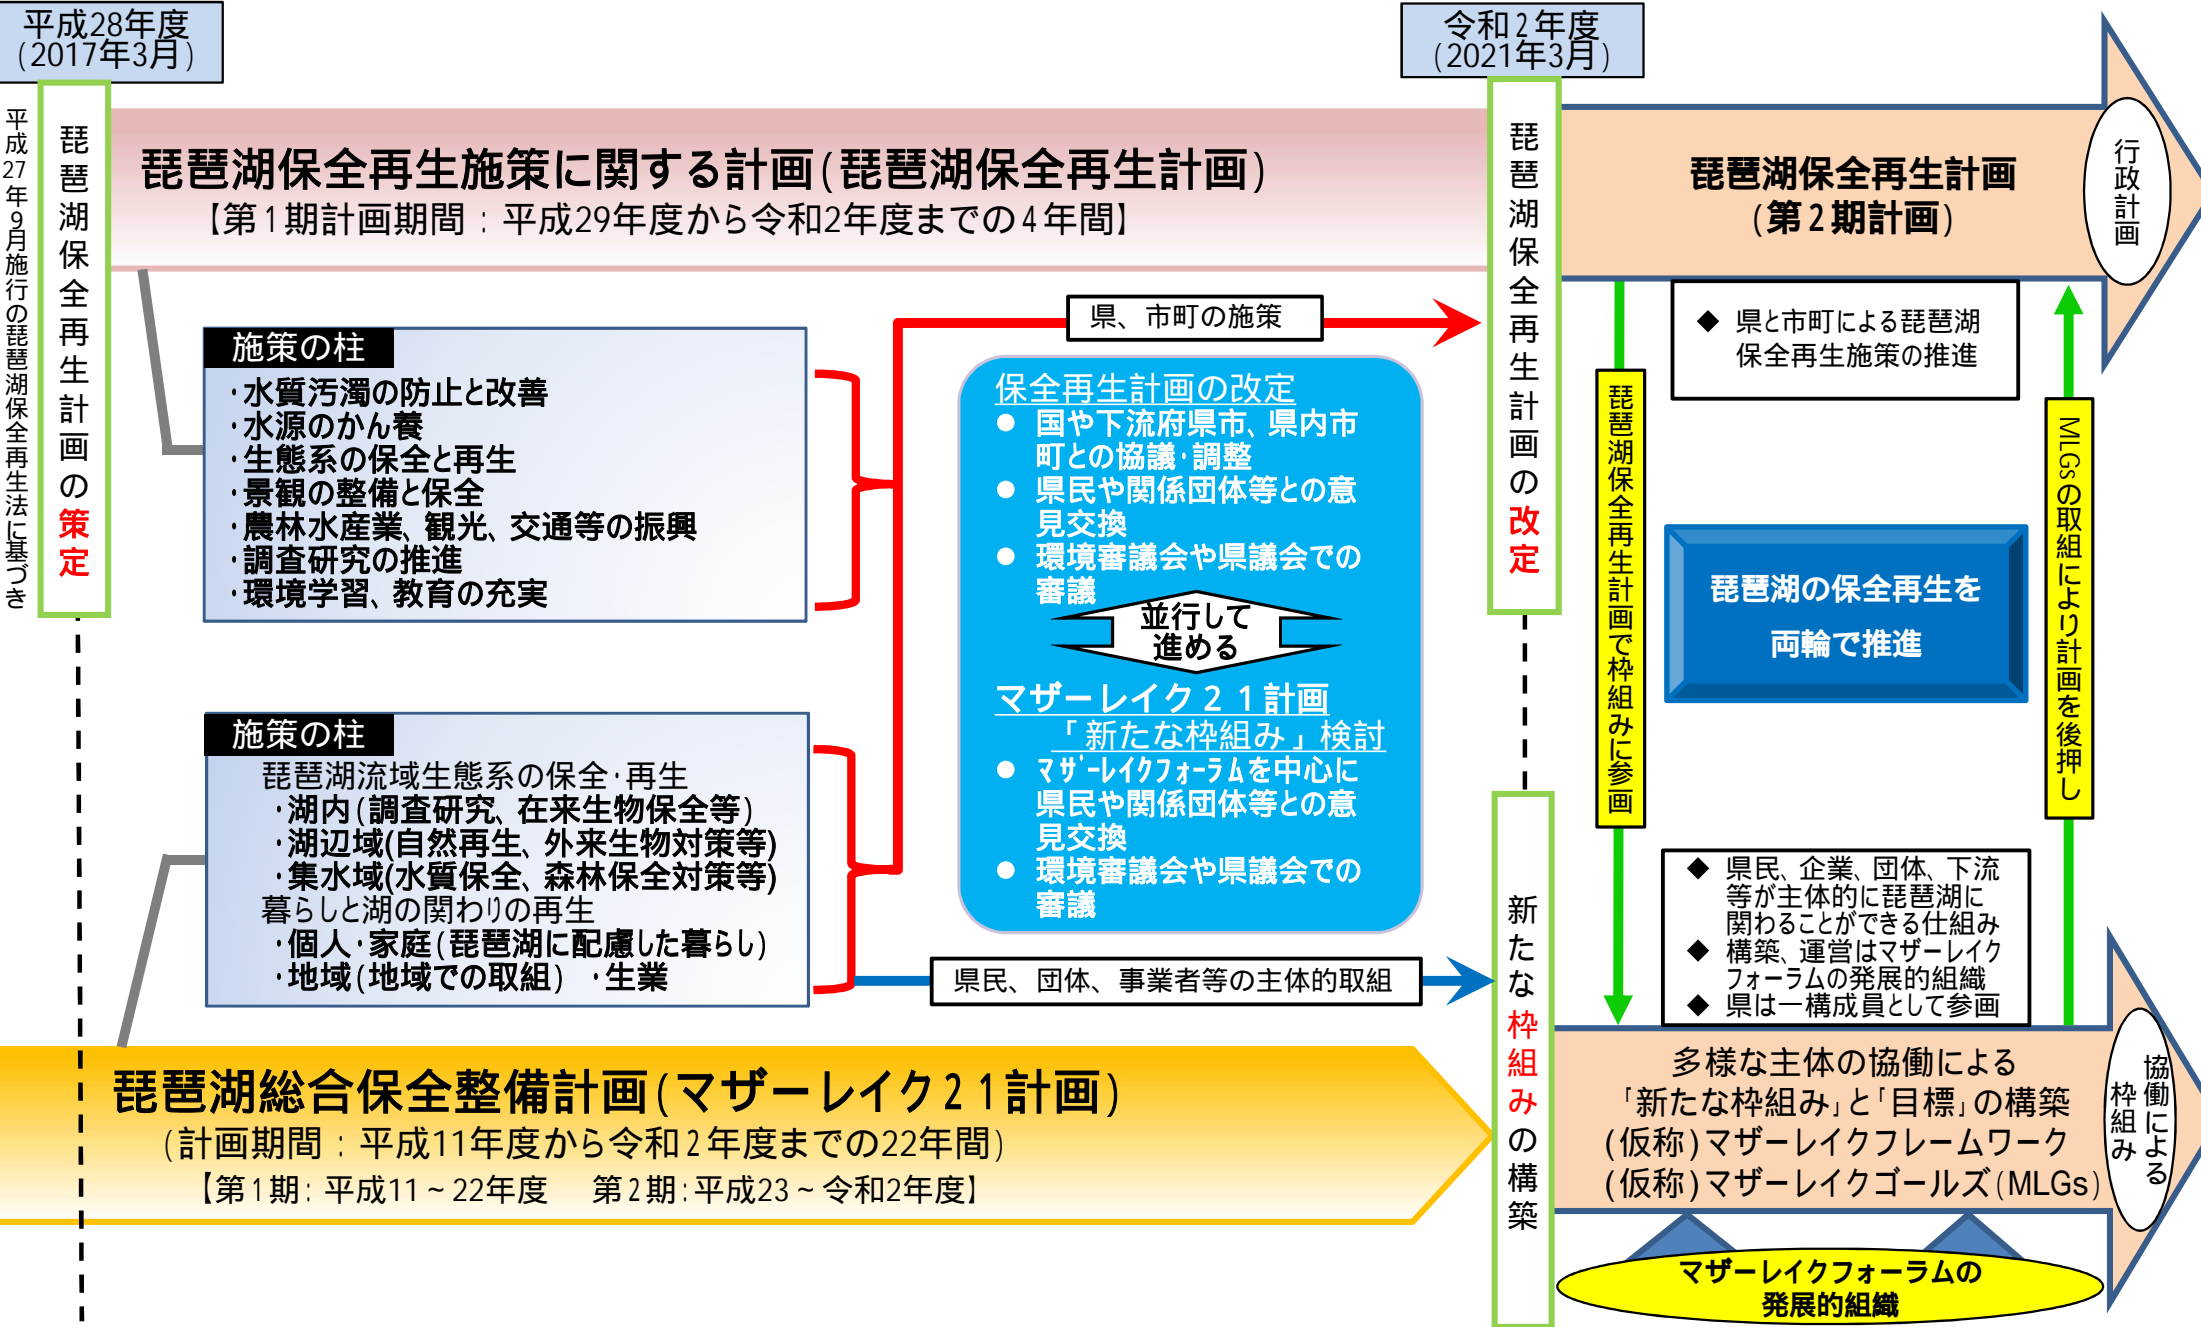 平成28年度
(2017年3月)
令和2年度
(2021年3月)
平成27年9月施行の琵琶湖保全再生法に基づき
琵琶湖保全再生計画の策定
琵琶湖保全再生施策に関する計画(琵琶湖保全再生計画)
【第1期計画期間：平成29年度から令和2年度までの4年間】
琵琶湖保全再生計画の改定
琵琶湖保全再生計画
(第2期計画)
行政計画
施策の柱
・水質汚濁の防止と改善
・水源のかん養
・生態系の保全と再生
・景観の整備と保全
・農林水産業、観光、交通等の振興
・調査研究の推進
・環境学習、教育の充実
県、市町の施策
保全再生計画の改定
● 国や下流府県市、県内市
町との協議・調整
● 県民や関係団体等との意
見交換
● 環境審議会や県議会での
審議
並行して
進める
マザーレイク21計画
「新たな枠組み」検討
● マザーレイクフォーラムを中心に
県民や関係団体等との意
見交換
● 環境審議会や県議会での
審議
◆ 県と市町による琵琶湖
保全再生施策の推進
琵琶湖保全再生計画で枠組みに参画
琵琶湖の保全再生を
両輪で推進
MLGsの取組により計画を後押し
施策の柱
琵琶湖流域生態系の保全・再生
・湖内(調査研究、在来生物保全等)
・湖辺域(自然再生、外来生物対策等)
・集水域(水質保全、森林保全対策等)
暮らしと湖の関わりの再生
・個人・家庭(琵琶湖に配慮した暮らし)
・地域(地域での取組) ・生業
県民、団体、事業者等の主体的取組
新たな枠組みの構築
◆ 県民、企業、団体、下流
等が主体的に琵琶湖に
関わることができる仕組み
◆ 構築、運営はマザーレイク
フォーラムの発展的組織
◆ 県は一構成員として参画
琵琶湖総合保全整備計画(マザーレイク21計画)
(計画期間：平成11年度から令和2年度までの22年間)
【第1期：平成11～22年度 第2期：平成23～令和2年度】
多様な主体の協働による
「新たな枠組み」と「目標」の構築
(仮称)マザーレイクフレームワーク
(仮称)マザーレイクゴールズ(MLGs)
協働による
枠組み
マザーレイクフォーラムの
発展的組織